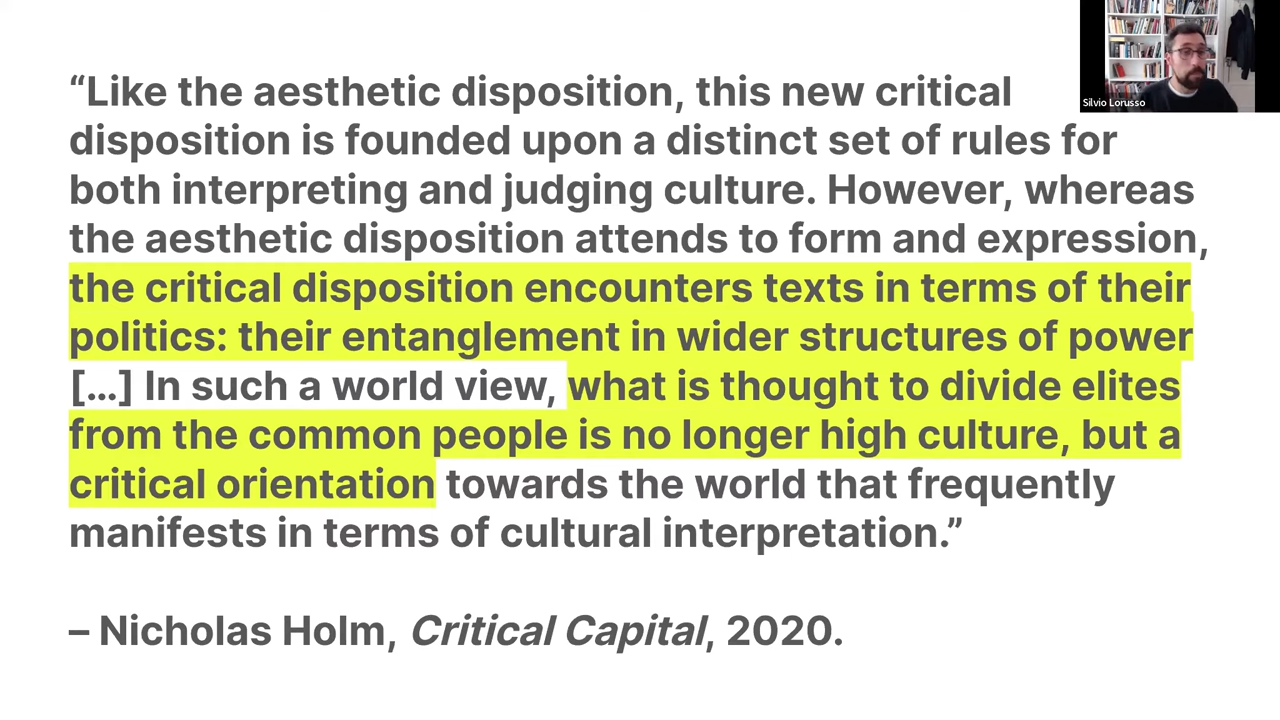 “Like the aesthetic disposition, this new critical
disposition is founded upon a distinct set of rules for
both interpreting and judging culture. However, whereas
the aesthetic disposition attends to form and expression,
the critical disposition encounters texts in terms of their
politics: their entanglement in wider structures of power
[…] In such a world view, what is thought to divide elites
from the common people is no longer high culture, but a
critical orientation towards the world that frequently
manifests in terms of cultural interpretation.”
– Nicholas Holm, Critical Capital, 2020.
Silvio Lorusso